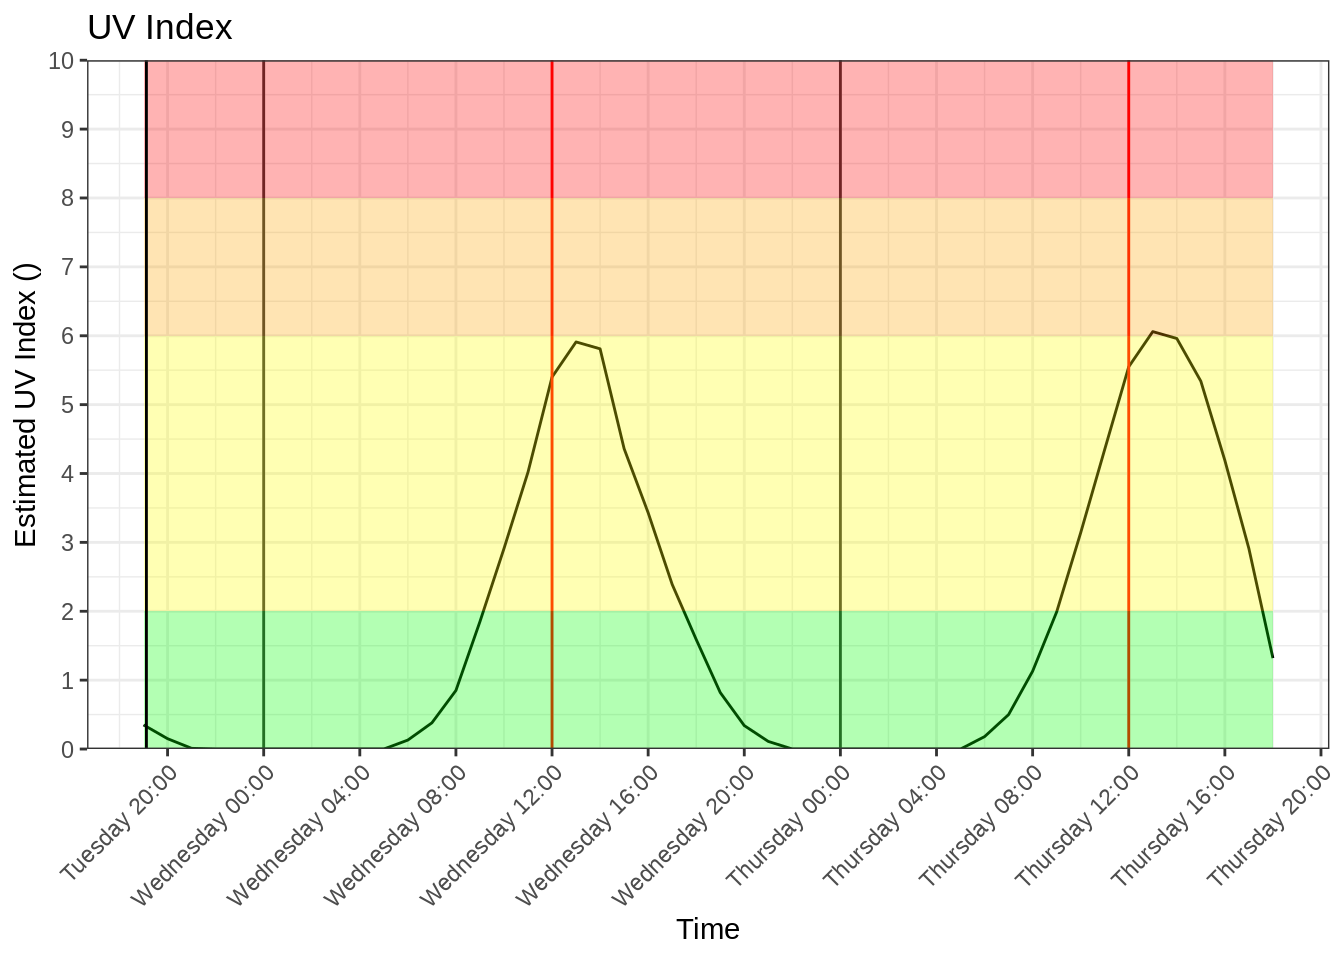 UV Index
Estimated UV Index ()
10
9
8
7
6
5
4
3
2
1
0
Tuesday 20:00
Wednesday 00:00
Wednesday 04:00
Wednesday 08:00
Wednesday 12:00
Wednesday 16:00
Wednesday 20:00
Thursday 00:00
Thursday 04:00
Thursday 08:00
Thursday 12:00
Thursday 16:00
Thursday 20:00
Time